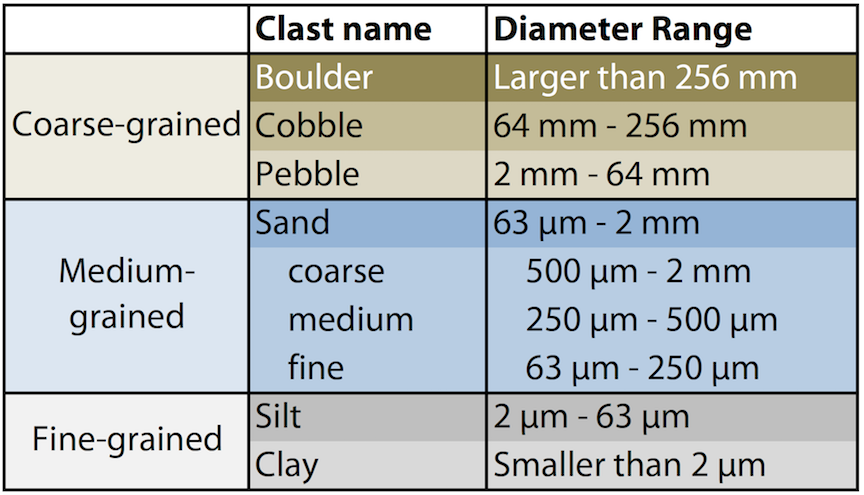 Clast name Diameter Range
Coarse-grained
Boulder Larger than 256 mm
Cobble 64 mm - 256 mm
Pebble 2 mm - 64 mm
Medium-
grained
Sand 63 µm - 2 mm
coarse 500 µm - 2 mm
medium 250 µm - 500 µm
fine 63 µm - 250 µm
Fine-grained
Silt 2 µm - 63 µm
Clay Smaller than 2 µm